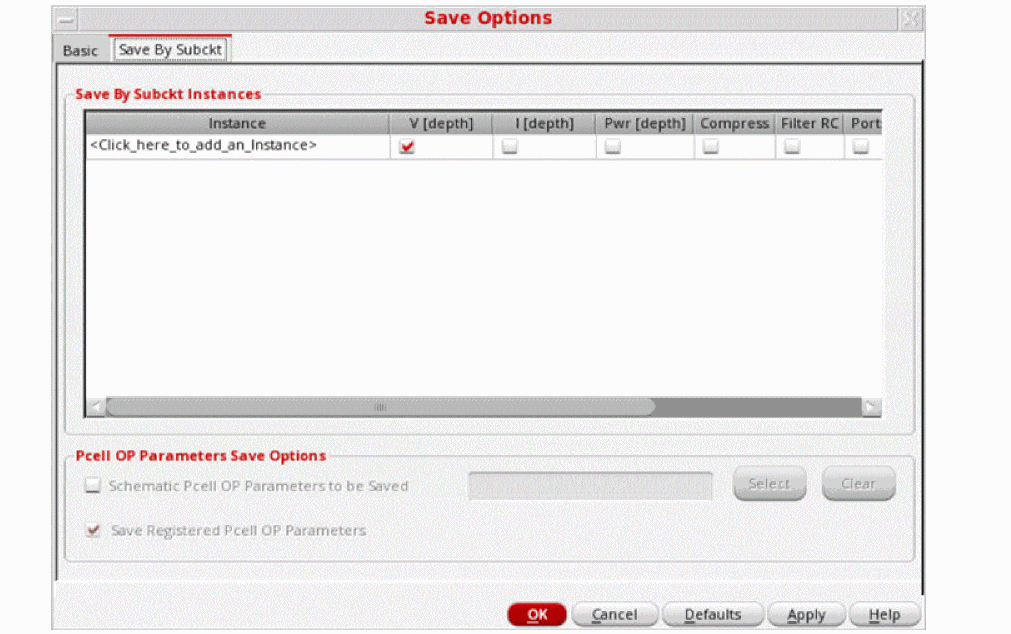 Save Options
Basic Save By Subckt
Save By Subckt Instances
Instance V [depth] I [depth] Pwr [depth] Compress Filter RC Port
<Click_here_to_add_an_Instance>
Pcell OP Parameters Save Options
Schematic Pcell OP Parameters to be Saved Select Clear
Save Registered Pcell OP Parameters
OK Cancel Defaults Apply Help